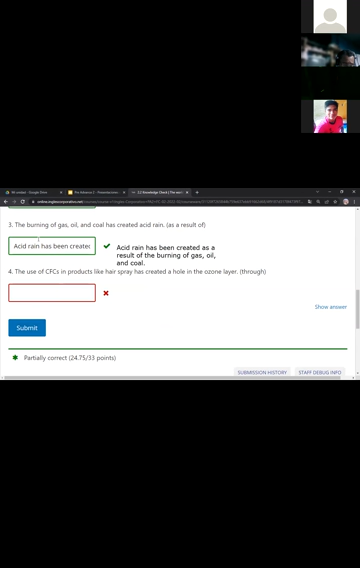 online.inglescorporativo.net
3. The burning of gas, oil, and coal has created acid rain. (as a result of)
Acid rain has been create
Acid rain has been created as a
result of the burning of gas, oil,
and coal.
4. The use of CFCs in products like hair spray has created a hole in the ozone layer. (through)
Show answer
Submit
Partially correct (24.75/33 points)
SUBMISSION HISTORY
STAFF DEBUG INFO